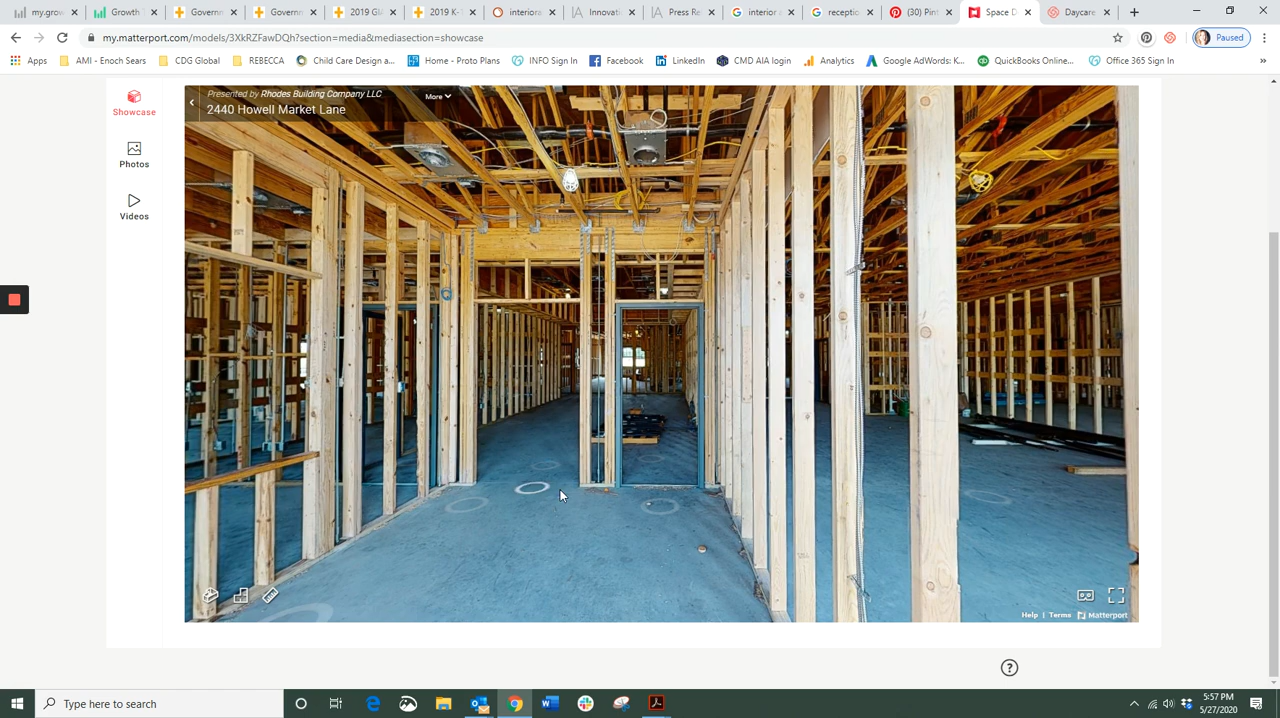 my.grow
Growth
Governm
Governm
2019 GI
2019 K-
interiora
Innovati
Press Re
interior a
receptio
(30) Pin
Space D
Daycare
my.matterport.com/models/3XkRZFawDQh?section=media&mediasection=showcase
Paused
Apps
AMI - Enoch Sears
CDG Global
REBECCA
Child Care Design a...
Home - Proto Plans
INFO Sign In
Facebook
LinkedIn
CMD AIA login
Analytics
Google AdWords: K...
QuickBooks Online...
Office 365 Sign In
»
Showcase
Photos
Videos
Presented by Rhodes Building Company LLC
2440 Howell Market Lane
More
Help | Terms
Matterport
Type here to search
5:57 PM
5/27/2020